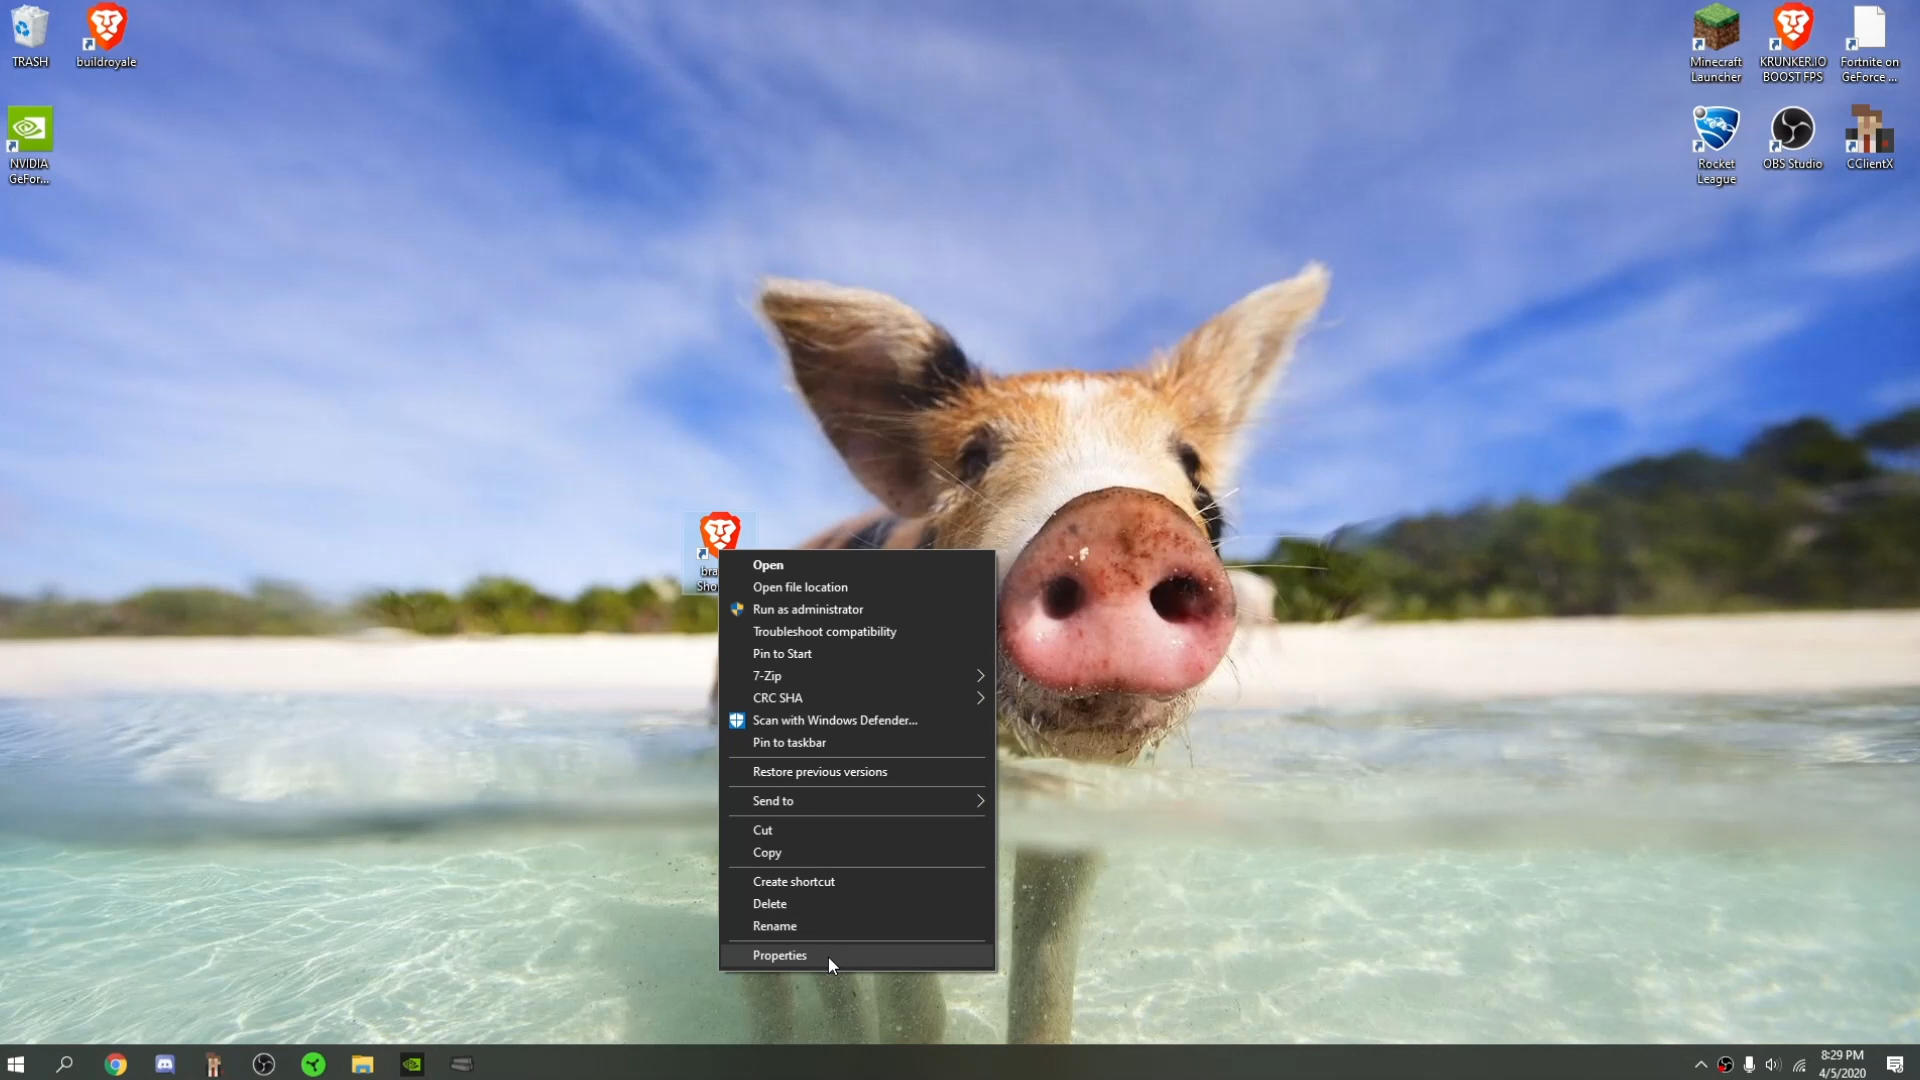 TRASH
buildroyale
NVIDIA
GeFor...
Minecraft
Launcher
KRUNKER.IO
BOOST FPS
Fortnite on
GeForce ...
Rocket
League
OBS Studio
CClientX
Open
Open file location
Run as administrator
Troubleshoot compatibility
Pin to Start
7-Zip
CRC SHA
Scan with Windows Defender...
Pin to taskbar
Restore previous versions
Send to
Cut
Copy
Create shortcut
Delete
Rename
Properties
8:29 PM
4/5/2020